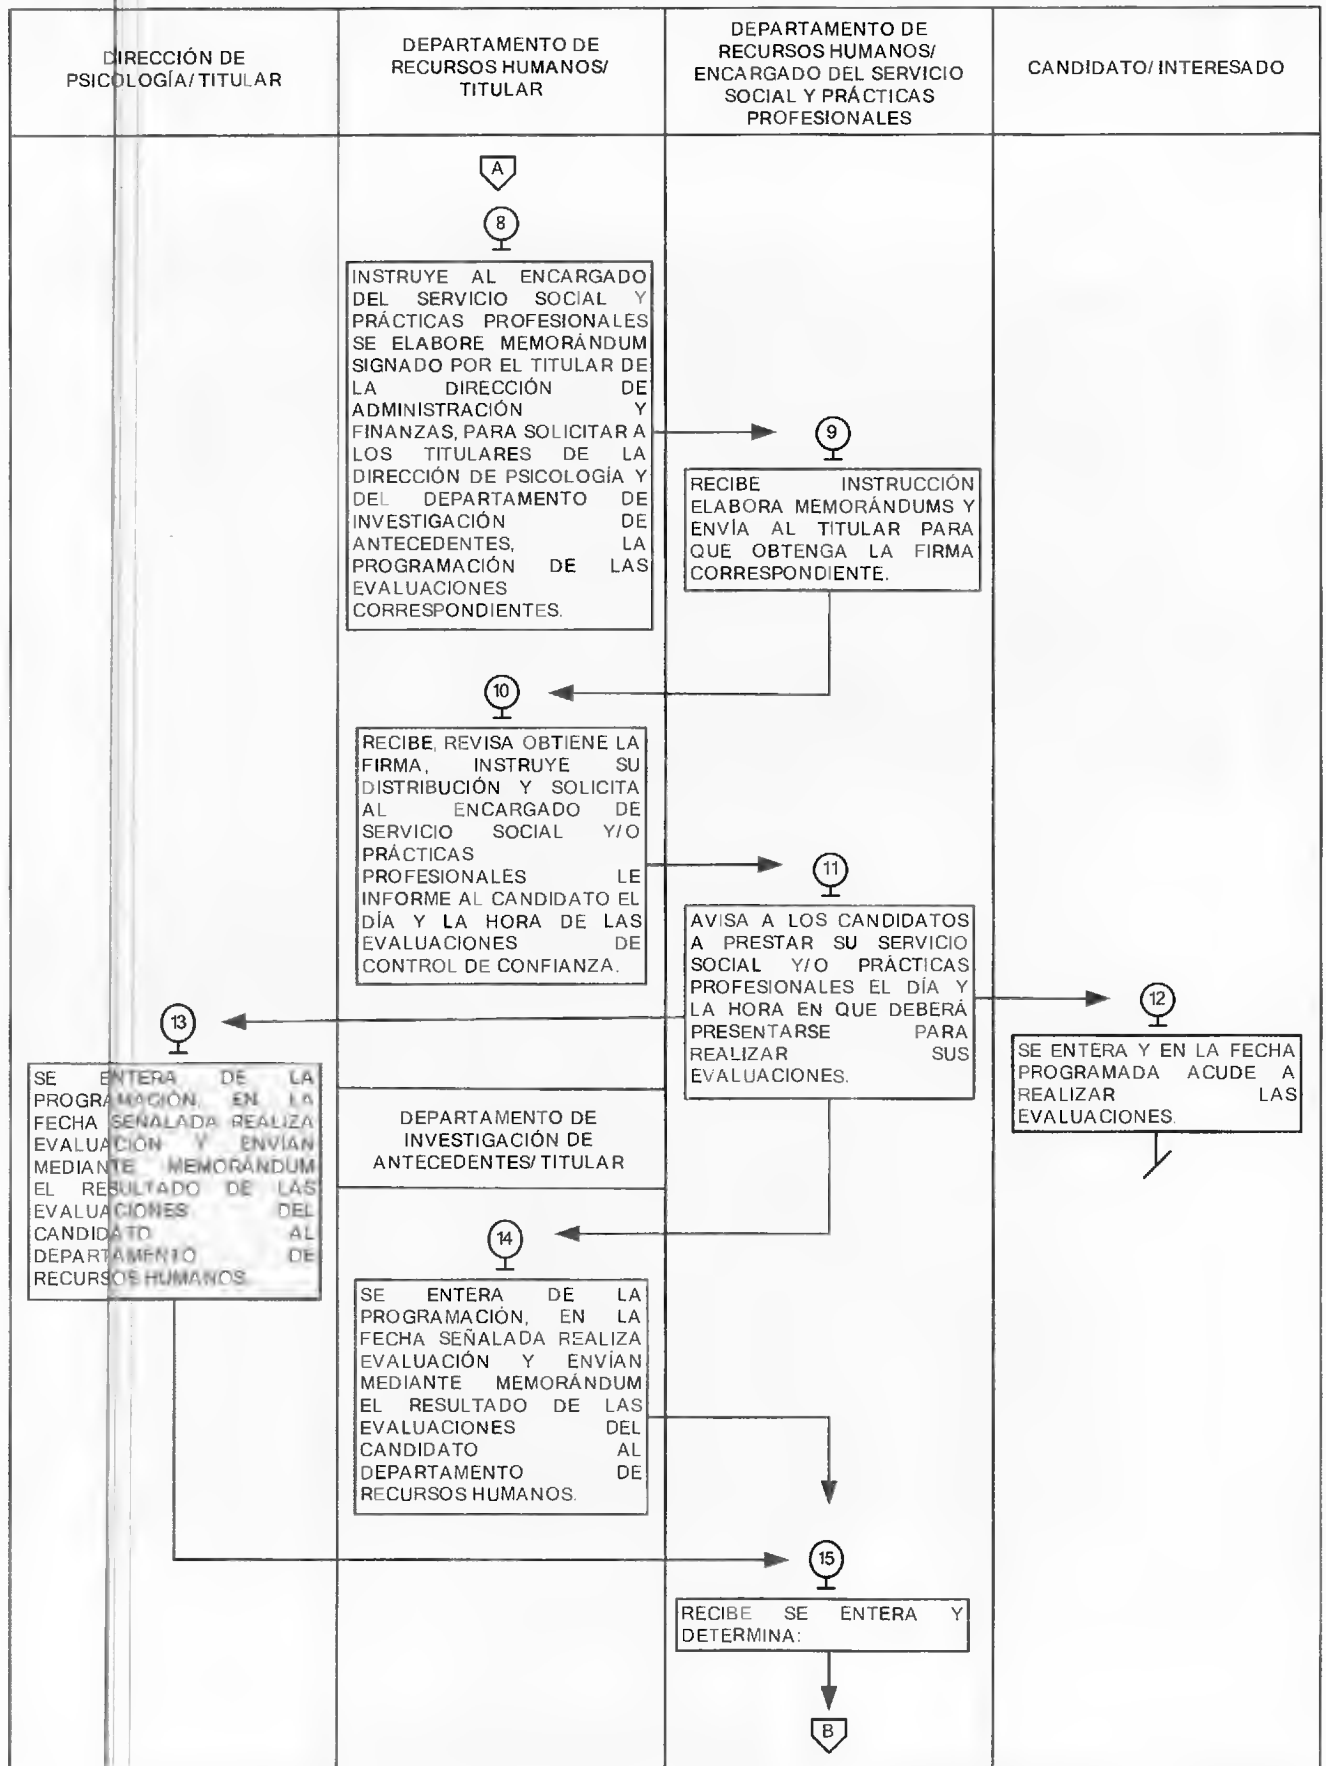 DIRECCIÓN DE
PSICOLOGÍA/ TITULAR
DEPARTAMENTO DE
RECURSOS HUMANOS/
TITULAR
DEPARTAMENTO DE
RECURSOS HUMANOS/
ENCARGADO DEL SERVICIO
SOCIAL Y PRÁCTICAS
PROFESIONALES
CANDIDATO/ INTERESADO
A
8
INSTRUYE AL ENCARGADO
DEL SERVICIO SOCIAL Y
PRÁCTICAS PROFESIONALES
SE ELABORE MEMORÁNDUM
SIGNADO POR EL TITULAR DE
LA DIRECCIÓN DE
ADMINISTRACIÓN Y
FINANZAS, PARA SOLICITAR A
LOS TITULARES DE LA
DIRECCIÓN DE PSICOLOGÍA Y
DEL DEPARTAMENTO DE
INVESTIGACIÓN DE
ANTECEDENTES, LA
PROGRAMACIÓN DE LAS
EVALUACIONES
CORRESPONDIENTES.
9
RECIBE INSTRUCCIÓN
ELABORA MEMORÁNDUMS Y
ENVÍA AL TITULAR PARA
QUE OBTENGA LA FIRMA
CORRESPONDIENTE.
10
RECIBE, REVISA OBTIENE LA
FIRMA, INSTRUYE SU
DISTRIBUCIÓN Y SOLICITA
AL ENCARGADO DE
SERVICIO SOCIAL Y/O
PRÁCTICAS
PROFESIONALES LE
INFORME AL CANDIDATO EL
DÍA Y LA HORA DE LAS
EVALUACIONES DE
CONTROL DE CONFIANZA.
11
AVISA A LOS CANDIDATOS
A PRESTAR SU SERVICIO
SOCIAL Y/O PRÁCTICAS
PROFESIONALES EL DÍA Y
LA HORA EN QUE DEBERÁ
PRESENTARSE PARA
REALIZAR SUS
EVALUACIONES.
12
SE ENTERA Y EN LA FECHA
PROGRAMADA ACUDE A
REALIZAR LAS
EVALUACIONES.
13
SE ENTERA DE LA
PROGRAMACIÓN, EN LA
FECHA SEÑALADA REALIZA
EVALUACIÓN Y ENVÍAN
MEDIANTE MEMORÁNDUM
EL RESULTADO DE LAS
EVALUACIONES DEL
CANDIDATO AL
DEPARTAMENTO DE
RECURSOS HUMANOS.
DEPARTAMENTO DE
INVESTIGACIÓN DE
ANTECEDENTES/ TITULAR
14
SE ENTERA DE LA
PROGRAMACIÓN, EN LA
FECHA SEÑALADA REALIZA
EVALUACIÓN Y ENVÍAN
MEDIANTE MEMORÁNDUM
EL RESULTADO DE LAS
EVALUACIONES DEL
CANDIDATO AL
DEPARTAMENTO DE
RECURSOS HUMANOS.
15
RECIBE SE ENTERA Y
DETERMINA:
B